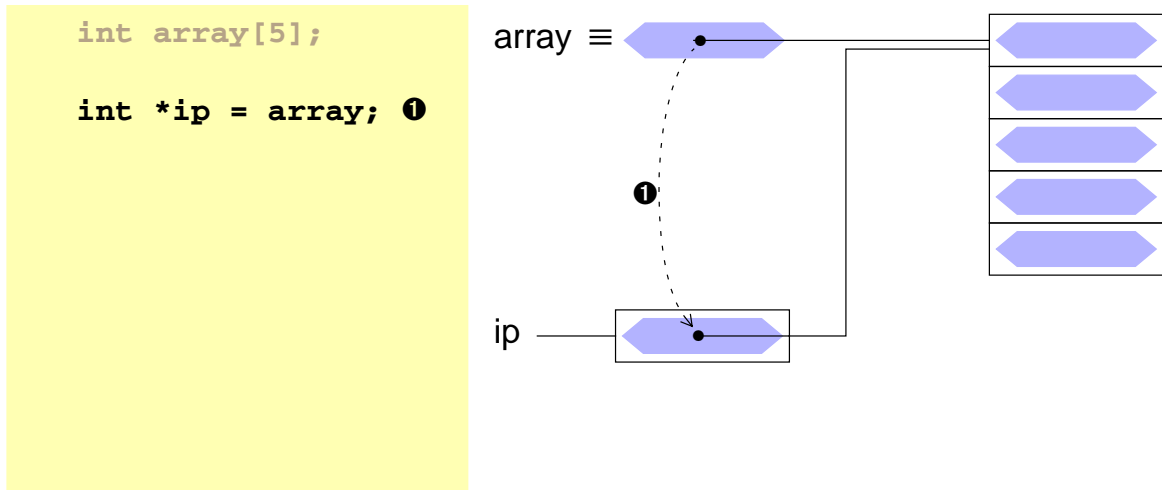 int array[5];
int *ip = array; ❶
array ≡
❶
ip